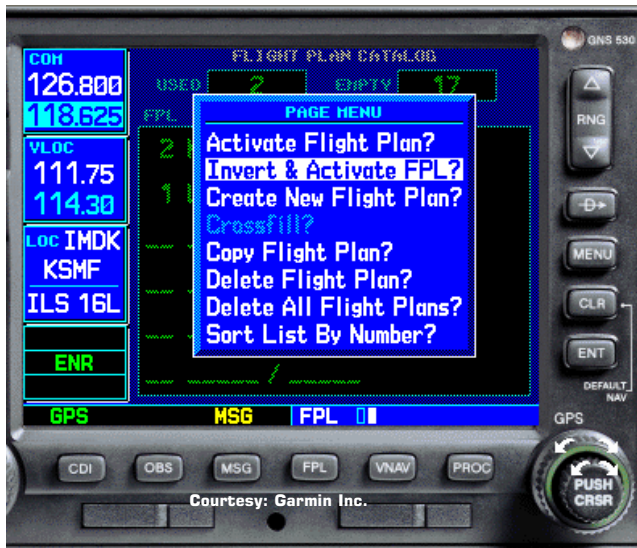 GNS 530
COM
126.800
118.625
VLOC
111.75
114.30
LOC IMDK
KSMF
ILS 16L
ENR
FLIGHT PLAN CATALOG
USED 2 EMPTY 17
FPL
2
1
PAGE MENU
Activate Flight Plan?
Invert & Activate FPL?
Create New Flight Plan?
Crossfill?
Copy Flight Plan?
Delete Flight Plan?
Delete All Flight Plans?
Sort List By Number?
GPS MSG FPL
RNG
D
MENU
CLR
ENT
DEFAULT
NAV
GPS
PUSH
CRSR
CDI OBS MSG FPL VNAV PROC
Courtesy: Garmin Inc.